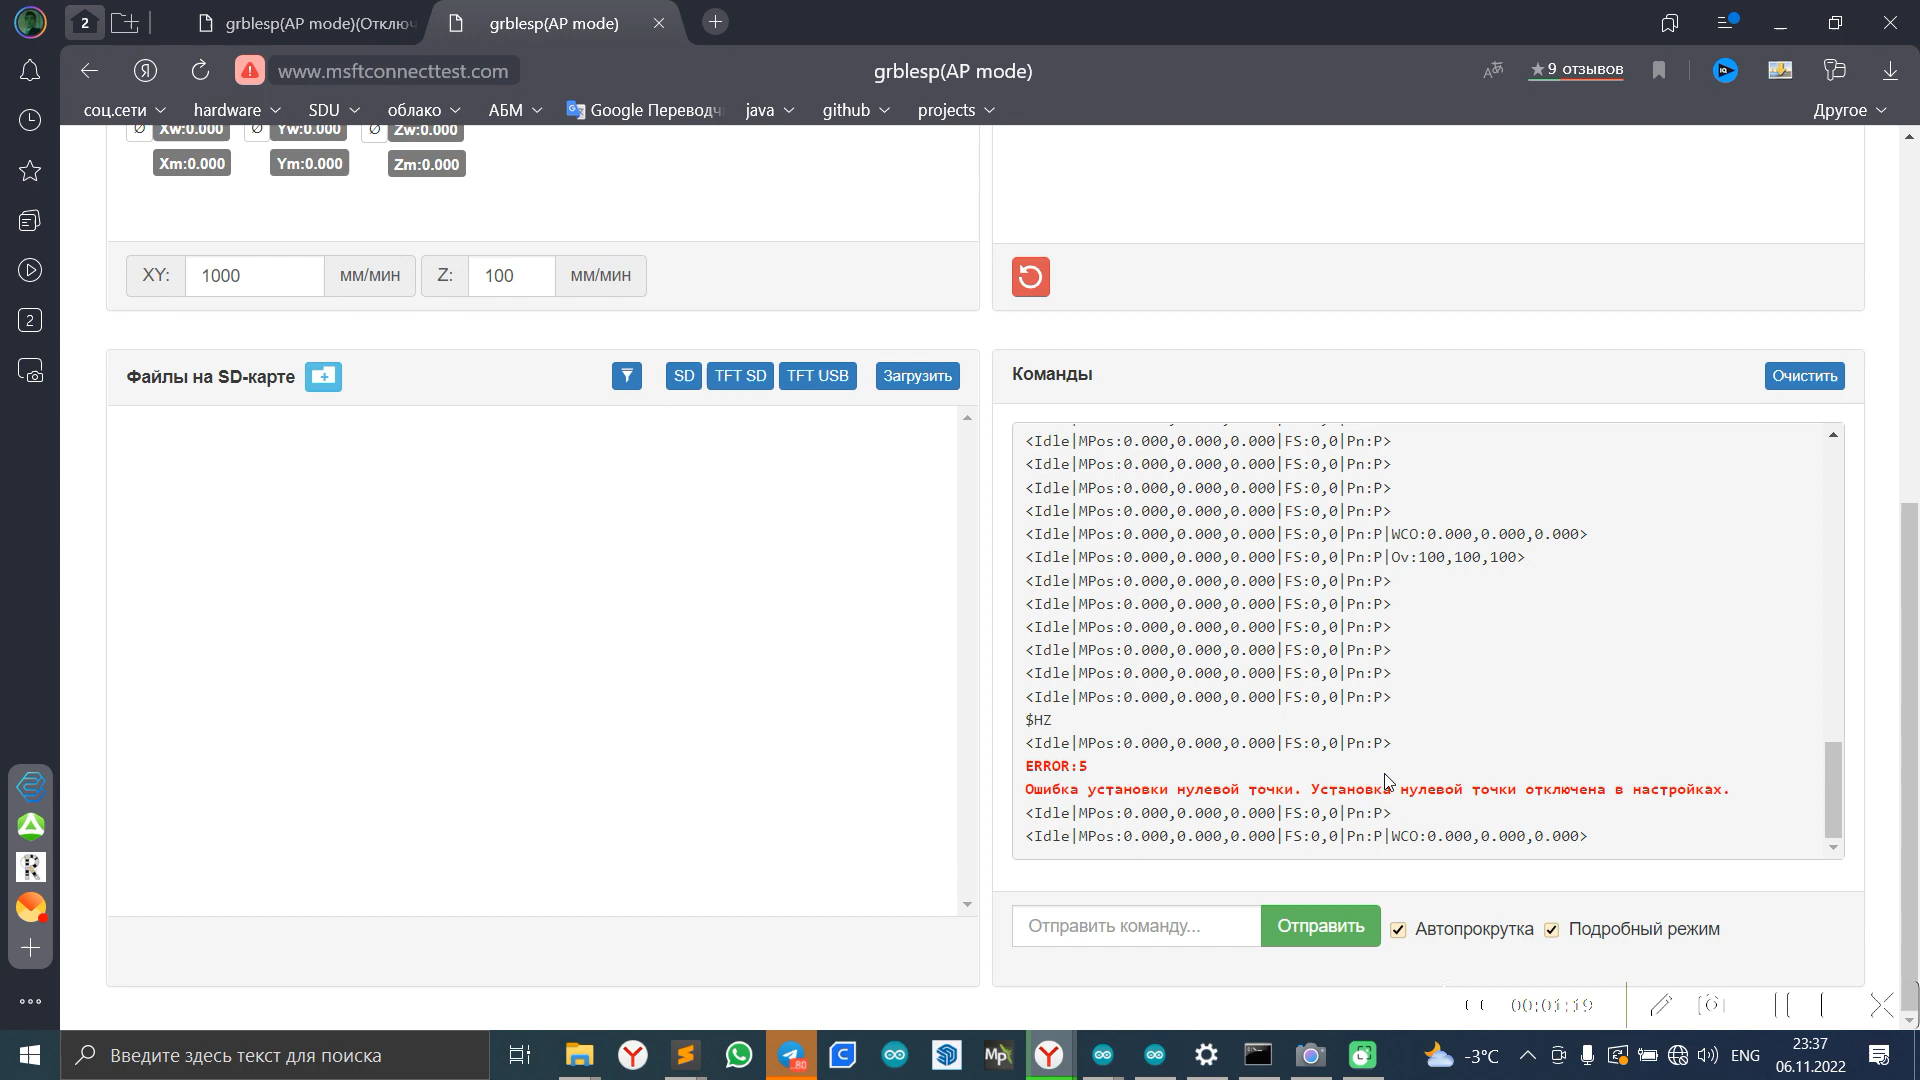 2
grblesp(AP mode)(Отключ
grblesp(AP mode)
www.msftconnecttest.com
grblesp(AP mode)
★9 отзывов
соц.сети
hardware
SDU
облако
АБМ
Google Переводч
java
github
projects
Другое
Xw:0.000
Yw:0.000
Zw:0.000
Xm:0.000
Ym:0.000
Zm:0.000
XY:
1000
мм/мин
Z:
100
мм/мин
2
Файлы на SD-карте
SD
TFT SD
TFT USB
Загрузить
Команды
Очистить
<Idle|MPos:0.000,0.000,0.000|FS:0,0|Pn:P>
<Idle|MPos:0.000,0.000,0.000|FS:0,0|Pn:P>
<Idle|MPos:0.000,0.000,0.000|FS:0,0|Pn:P>
<Idle|MPos:0.000,0.000,0.000|FS:0,0|Pn:P>
<Idle|MPos:0.000,0.000,0.000|FS:0,0|Pn:P|WCO:0.000,0.000,0.000>
<Idle|MPos:0.000,0.000,0.000|FS:0,0|Pn:P|Ov:100,100,100>
<Idle|MPos:0.000,0.000,0.000|FS:0,0|Pn:P>
<Idle|MPos:0.000,0.000,0.000|FS:0,0|Pn:P>
<Idle|MPos:0.000,0.000,0.000|FS:0,0|Pn:P>
<Idle|MPos:0.000,0.000,0.000|FS:0,0|Pn:P>
<Idle|MPos:0.000,0.000,0.000|FS:0,0|Pn:P>
<Idle|MPos:0.000,0.000,0.000|FS:0,0|Pn:P>
$HZ
<Idle|MPos:0.000,0.000,0.000|FS:0,0|Pn:P>
ERROR:5
Ошибка установки нулевой точки. Установка нулевой точки отключена в настройках.
<Idle|MPos:0.000,0.000,0.000|FS:0,0|Pn:P>
<Idle|MPos:0.000,0.000,0.000|FS:0,0|Pn:P|WCO:0.000,0.000,0.000>
Отправить команду...
Отправить
Автопрокрутка
Подробный режим
00:01:19
Введите здесь текст для поиска
80
Mp
-3°C
ENG
23:37
06.11.2022